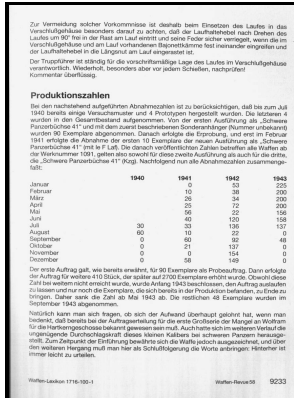 Zur Vermeidung solcher Vorkommnisse ist deshalb beim Einsetzen des Laufes in das
Verschlußgehäuse besonders darauf zu achten, daß der Laufhaltehebel nach Drehen des
Laufes um 90° frei in der Rast am Lauf eintritt und seine Feder sicher verriegelt, wenn die im
Verschlußgehäuse und am Lauf vorhandenen Bajonettkämme fest ineinander eingreifen und
der Laufhaltehebel in die Längsnut am Lauf eingerastet ist.
Der Truppführer ist ständig für die vorschriftsmäßige Lage des Laufes im Verschlußgehäuse
verantwortlich. Wiederholt, besonders aber vor jedem Schießen, nachprüfen!
Kommentar überflüssig.
Produktionszahlen
Bei den nachstehend aufgeführten Abnahmezahlen ist zu berücksichtigen, daß bis zum Juli
1940 bereits einige Versuchsmuster und 4 Prototypen hergestellt wurden. Die letzteren 4
wurden in den Gesamtbestand aufgenommen. Von der ersten Ausführung als „Schwere
Panzerbüchse 41" und mit dem zuerst beschriebenen Sonderanhänger (Nummer unbekannt)
wurden 90 Exemplare abgenommen. Danach erfolgte die Erprobung, und erst im Februar
1941 erfolgte die Abnahme der ersten 10 Exemplare der neuen Ausführung als „Schwere
Panzerbüchse 41" (mit le F Laf). Die danach veröffentlichten Zahlen betreffen alle Waffen ab
der Werknummer 1091, gelten also sowohl für diese zweite Ausführung als auch für die dritte,
die „Schwere Panzerbüchse 41" (Kng). Nachfolgend nun alle Abnahmezahlen zusammenge-
faßt:
1940 1941 1942 1943
Januar 0 53 225
Februar 10 38 200
März 26 34 200
April 25 72 200
Mai 56 22 156
Juni 40 120 158
Juli 30 33 136 137
August 60 10 22 0
September 0 60 92 48
Oktober 0 21 137 0
November 0 0 154 0
Dezember 0 58 149 0
Der erste Auftrag galt, wie bereits erwähnt, für 90 Exemplare als Probeauftrag. Dann erfolgte
der Auftrag für weitere 410 Stück, der später auf 2700 Exemplare erhöht wurde. Obwohl diese
Zahl bei weitem nicht erreicht wurde, wurde Anfang 1943 beschlossen, den Auftrag auslaufen
zu lassen und nur noch die Exemplare, die sich bereits in der Produktion befanden, zu Ende zu
bringen. Daher sank die Zahl ab Mai 1943 ab. Die restlichen 48 Exemplare wurden im
September 1943 abgenommen.
Natürlich kann man sich fragen, ob sich der Aufwand überhaupt gelohnt hat, wenn man
bedenkt, daß bereits bei der Auftragserteilung für die erste Großserie der Mangel an Wolfram
für die Hartkerngeschosse bekannt gewesen sein muß. Auch hatte sich im weiteren Verlauf die
ungenügende Durchschlagskraft dieses kleinen Kalibers bei schweren Panzern herausge-
stellt. Zum Zeitpunkt der Einführung bewährte sich die Waffe jedoch ausgezeichnet, und über
den weiteren Hergang muß man hier als Schlußfolgerung die Worte anbringen: Hinterher ist
immer leicht zu urteilen.
Waffen-Lexikon 1716-100-1 Waffen-Revue 58 9233